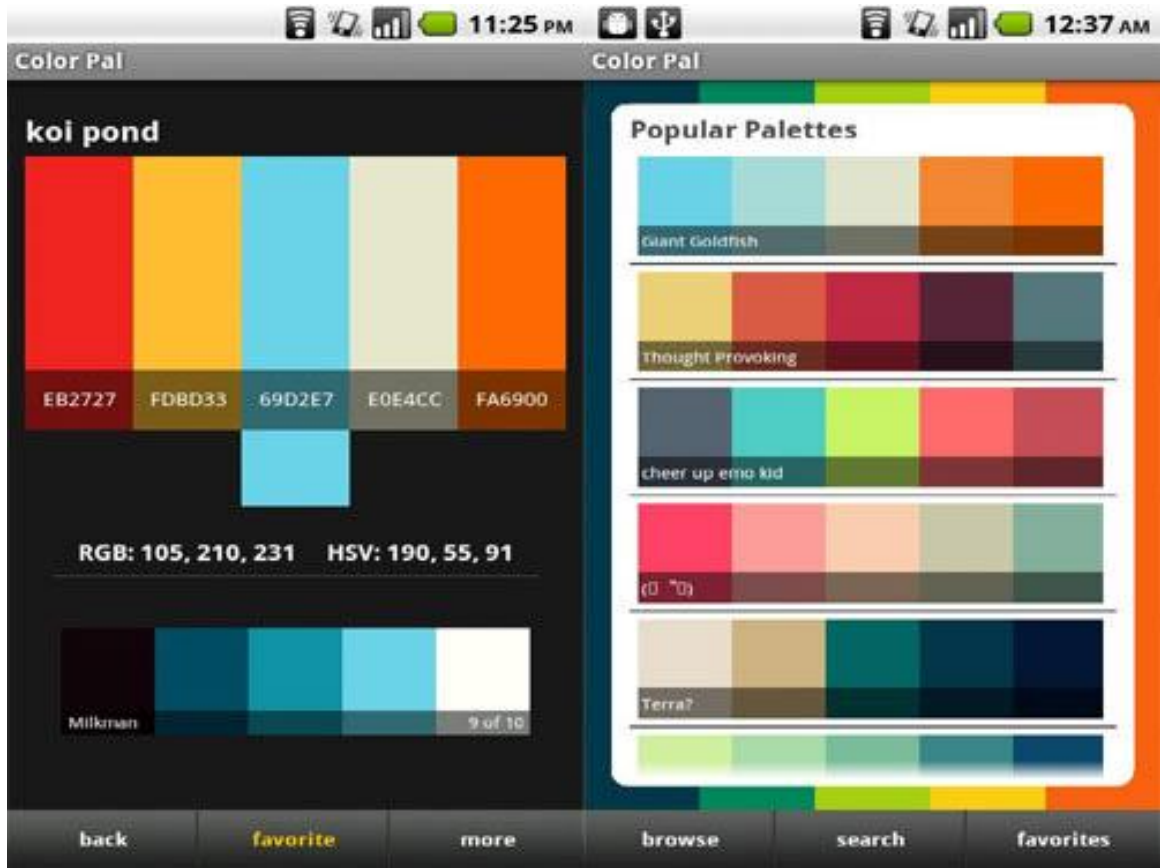 11:25 PM
Color Pal
koi pond
EB2727 FDBD33 69D2E7 E0E4CC FA6900
RGB: 105, 210, 231 HSV: 190, 55, 91
Milkman 9 of 10
back favorite more
12:37 AM
Color Pal
Popular Palettes
Giant Goldfish
Thought Provoking
cheer up emo kid
Terra?
browse search favorites